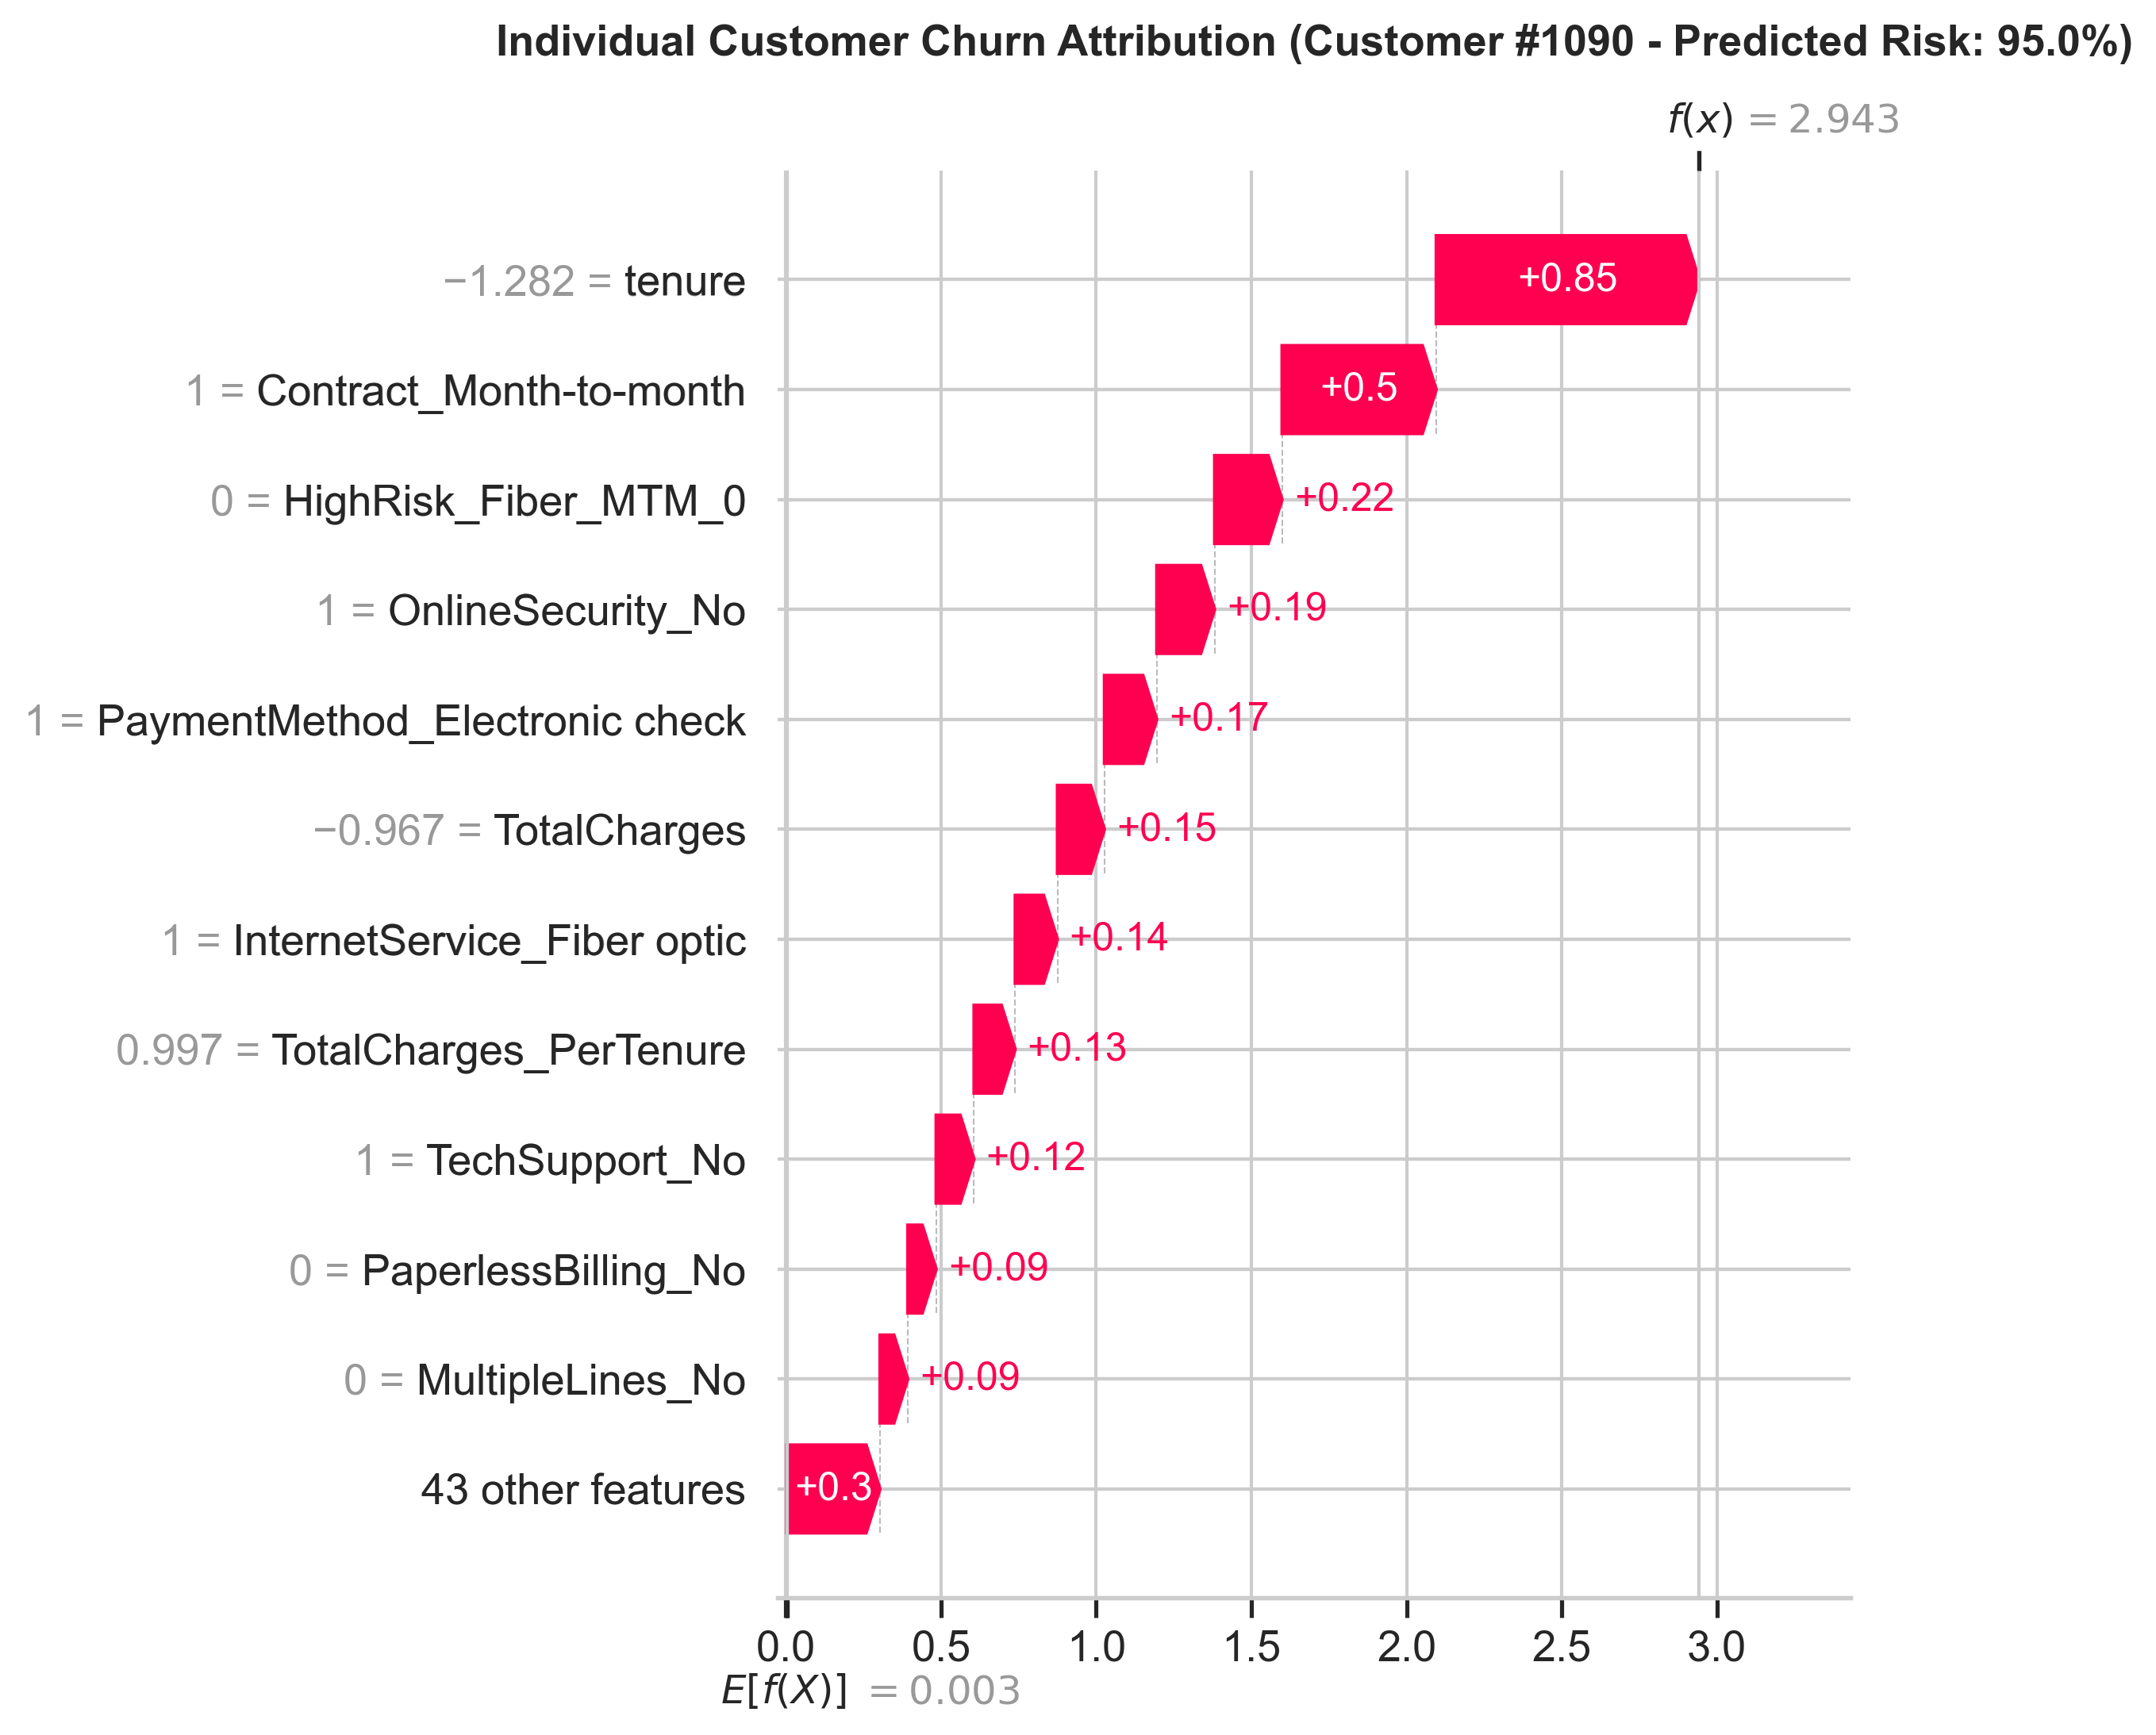 Individual Customer Churn Attribution (Customer #1090 - Predicted Risk: 95.0%)
f(x) = 2.943
−1.282 = tenure +0.85
1 = Contract_Month-to-month +0.5
0 = HighRisk_Fiber_MTM_0 +0.22
1 = OnlineSecurity_No +0.19
1 = PaymentMethod_Electronic check +0.17
−0.967 = TotalCharges +0.15
1 = InternetService_Fiber optic +0.14
0.997 = TotalCharges_PerTenure +0.13
1 = TechSupport_No +0.12
0 = PaperlessBilling_No +0.09
0 = MultipleLines_No +0.09
43 other features +0.3
0.0 0.5 1.0 1.5 2.0 2.5 3.0
E[f(X)] = 0.003